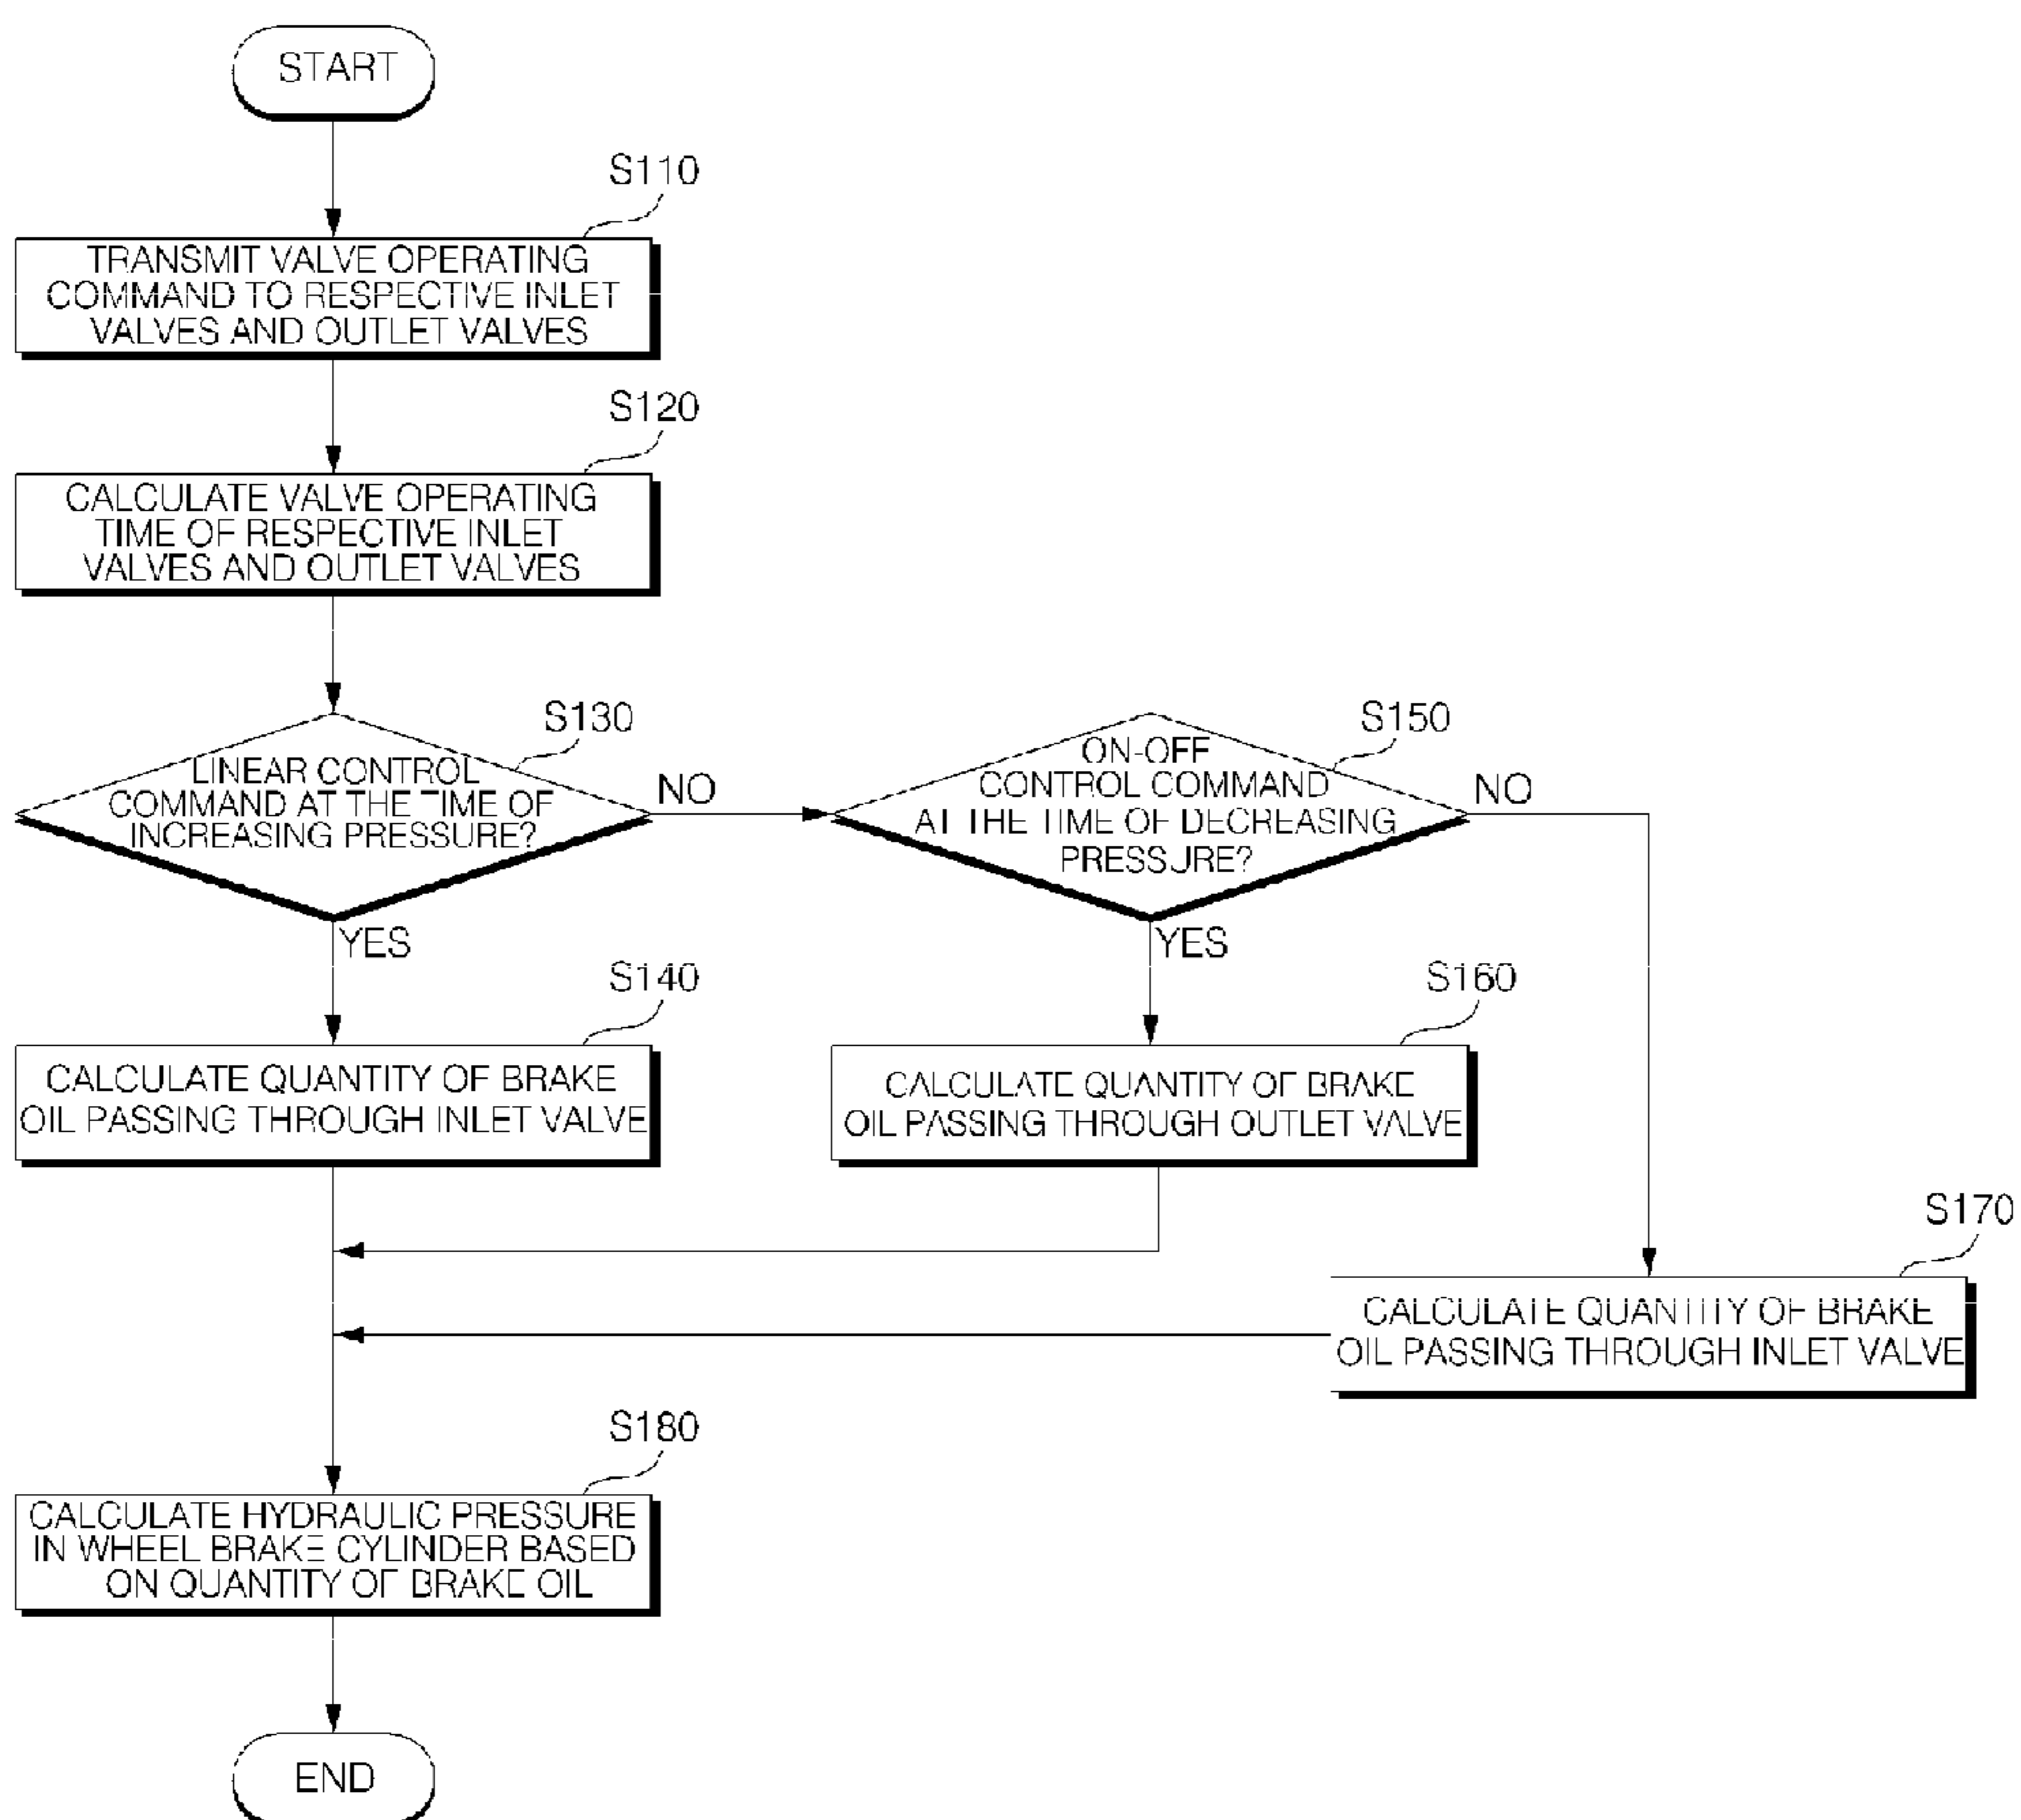 START
S110
TRANSMIT VALVE OPERATING
COMMAND TO RESPECTIVE INLET
VALVES AND OUTLET VALVES
S120
CALCULATE VALVE OPERATING
TIME OF RESPECTIVE INLET
VALVES AND OUTLET VALVES
S130
LINEAR CONTROL
COMMAND AT THE TIME OF
INCREASING PRESSURE?
NO
YES
S150
ON-OFF
CONTROL COMMAND
AT THE TIME OF DECREASING
PRESSURE?
NO
YES
S140
CALCULATE QUANTITY OF BRAKE
OIL PASSING THROUGH INLET VALVE
S160
CALCULATE QUANTITY OF BRAKE
OIL PASSING THROUGH OUTLET VALVE
S170
CALCULATE QUANTITY OF BRAKE
OIL PASSING THROUGH INLET VALVE
S180
CALCULATE HYDRAULIC PRESSURE
IN WHEEL BRAKE CYLINDER BASED
ON QUANTITY OF BRAKE OIL
END